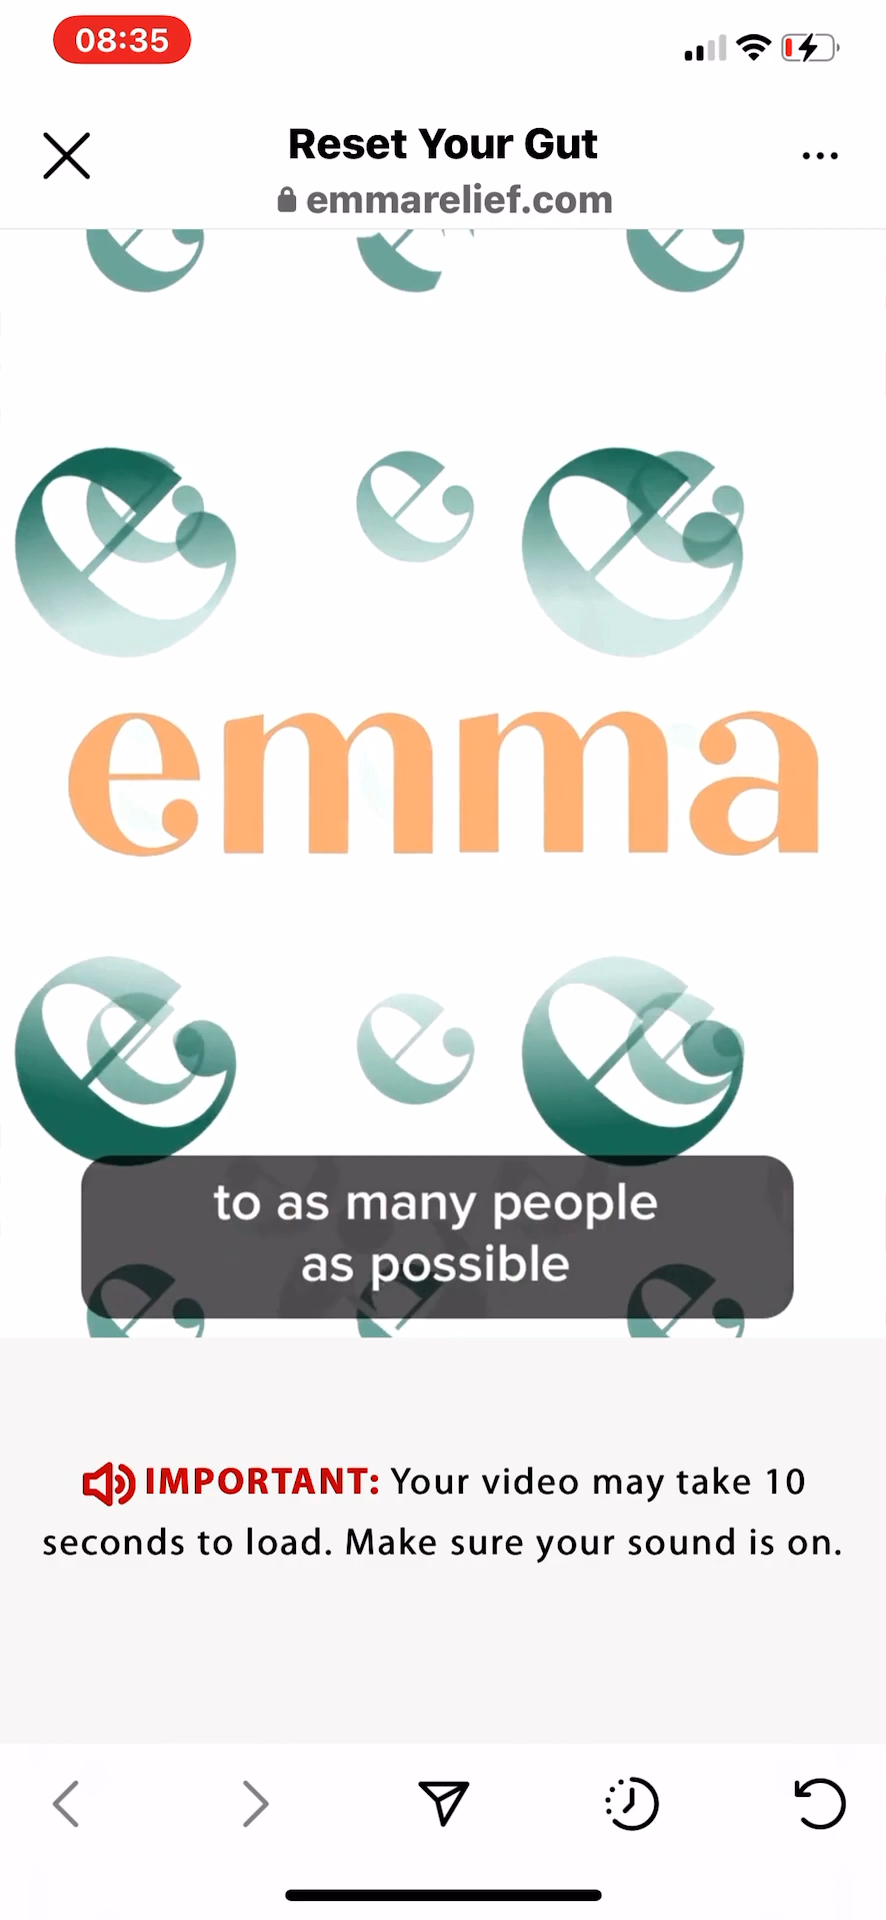 08:35
Reset Your Gut
emmarelief.com
emma
to as many people
as possible
IMPORTANT: Your video may take 10
seconds to load. Make sure your sound is on.